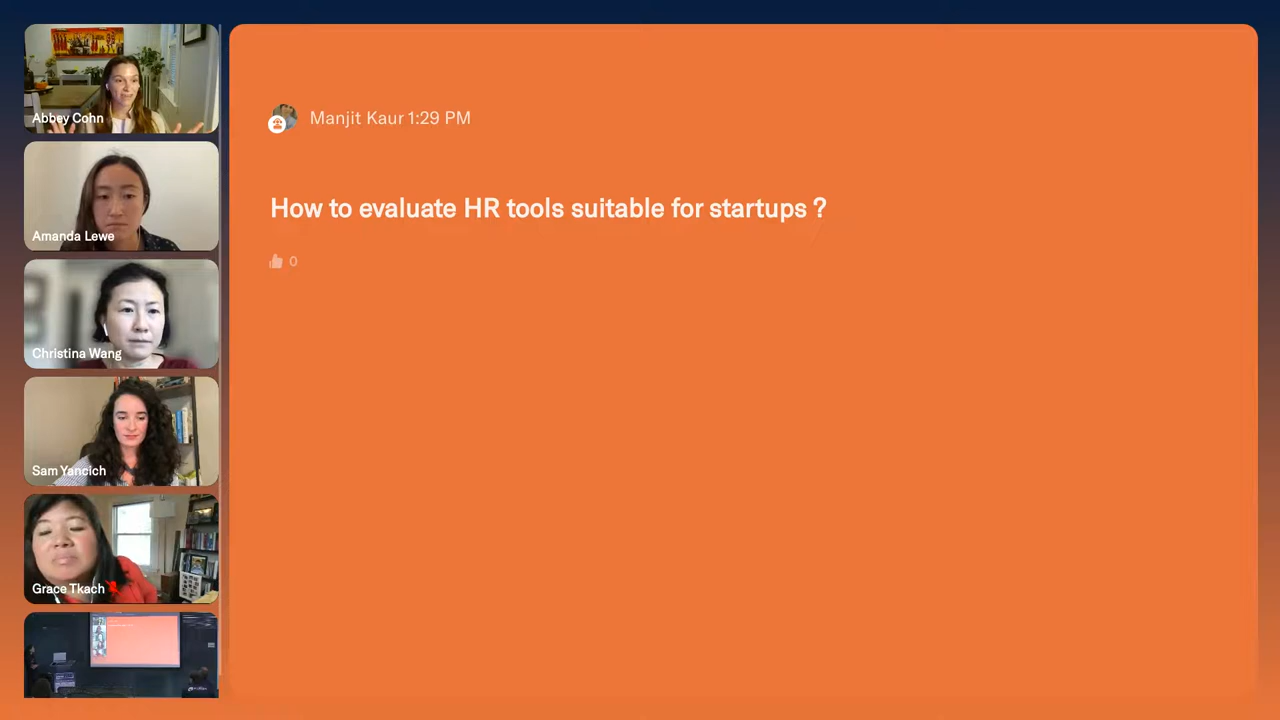 Abbey Cohn
Amanda Lewe
Christina Wang
Sam Yancich
Grace Tkach
Manjit Kaur 1:29 PM
How to evaluate HR tools suitable for startups ?
0